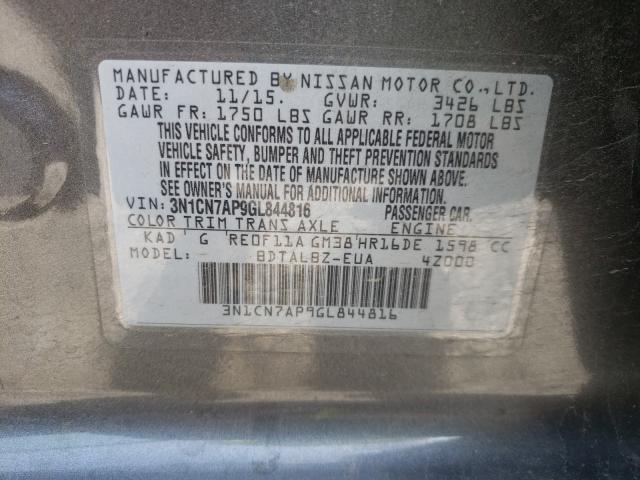 MANUFACTURED BY NISSAN MOTOR CO., LTD.
DATE: 11/15. GVWR: 3426 LBS
GAWR FR: 1750 LBS GAWR RR: 1708 LBS
THIS VEHICLE CONFORMS TO ALL APPLICABLE FEDERAL MOTOR
VEHICLE SAFETY, BUMPER AND THEFT PREVENTION STANDARDS
IN EFFECT ON THE DATE OF MANUFACTURE SHOWN ABOVE.
SEE OWNER'S MANUAL FOR ADDITIONAL INFORMATION.
VIN: 3N1CN7AP9GL844816 PASSENGER CAR.
COLOR TRIM TRANS AXLE ENGINE
KAD G RE0F11A GM38 HR16DE 1598 CC
MODEL: BDTALBZ-EUA 4Z000
3N1CN7AP9GL844816